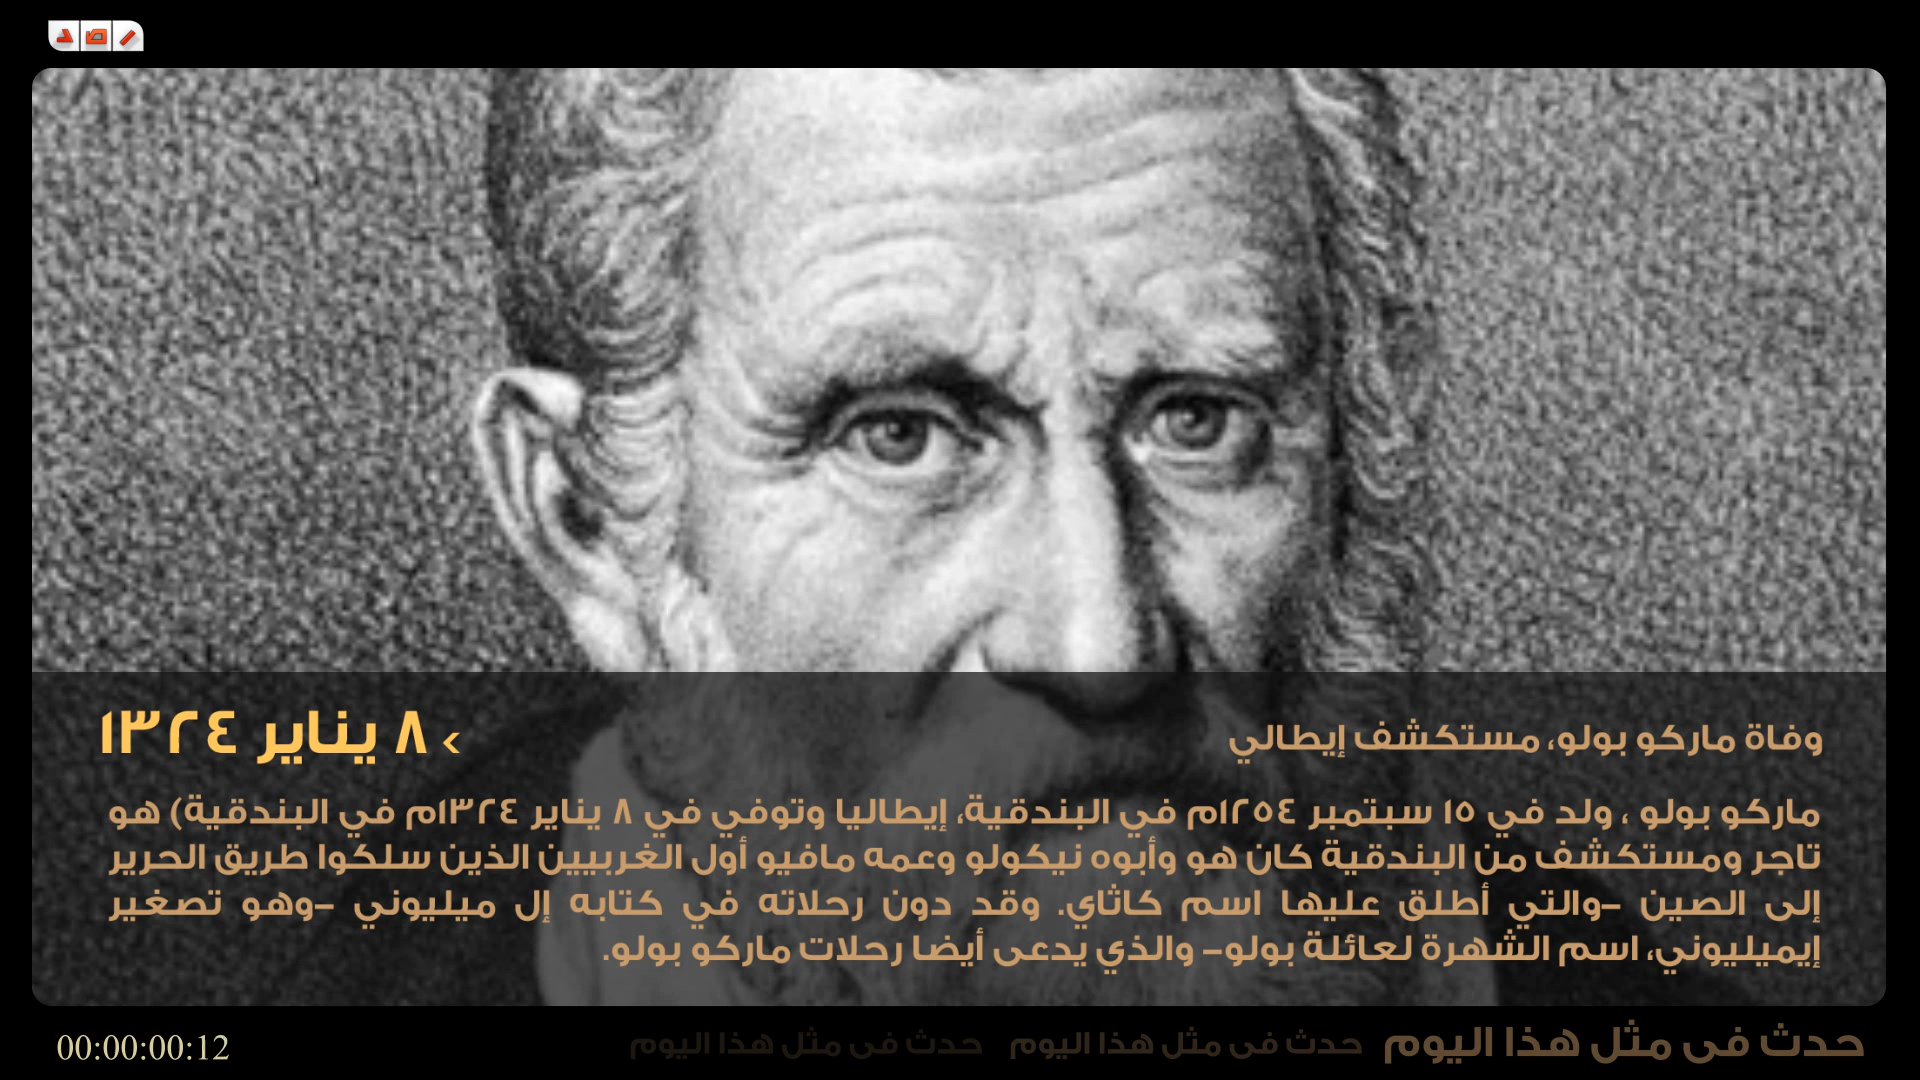 وفاة ماركو بولو، مستكشف إيطالي
> ٨ يناير ١٣٢٤
ماركو بولو ، ولد في ١٥ سبتمبر ١٢٥٤م في البندقية، إيطاليا وتوفي في ٨ يناير ١٣٢٤م في البندقية) هو
تاجر ومستكشف من البندقية كان هو وأبوه نيكولو وعمه مافيو أول الغربيين الذين سلكوا طريق الحرير
إلى الصين –والتي أطلق عليها اسم كاثاي. وقد دون رحلاته في كتابه إل ميليوني –وهو تصغير
إيميليوني، اسم الشهرة لعائلة بولو– والذي يدعى أيضا رحلات ماركو بولو.
حدث فى مثل هذا اليوم
حدث فى مثل هذا اليوم
حدث فى مثل هذا اليوم
00:00:00:12